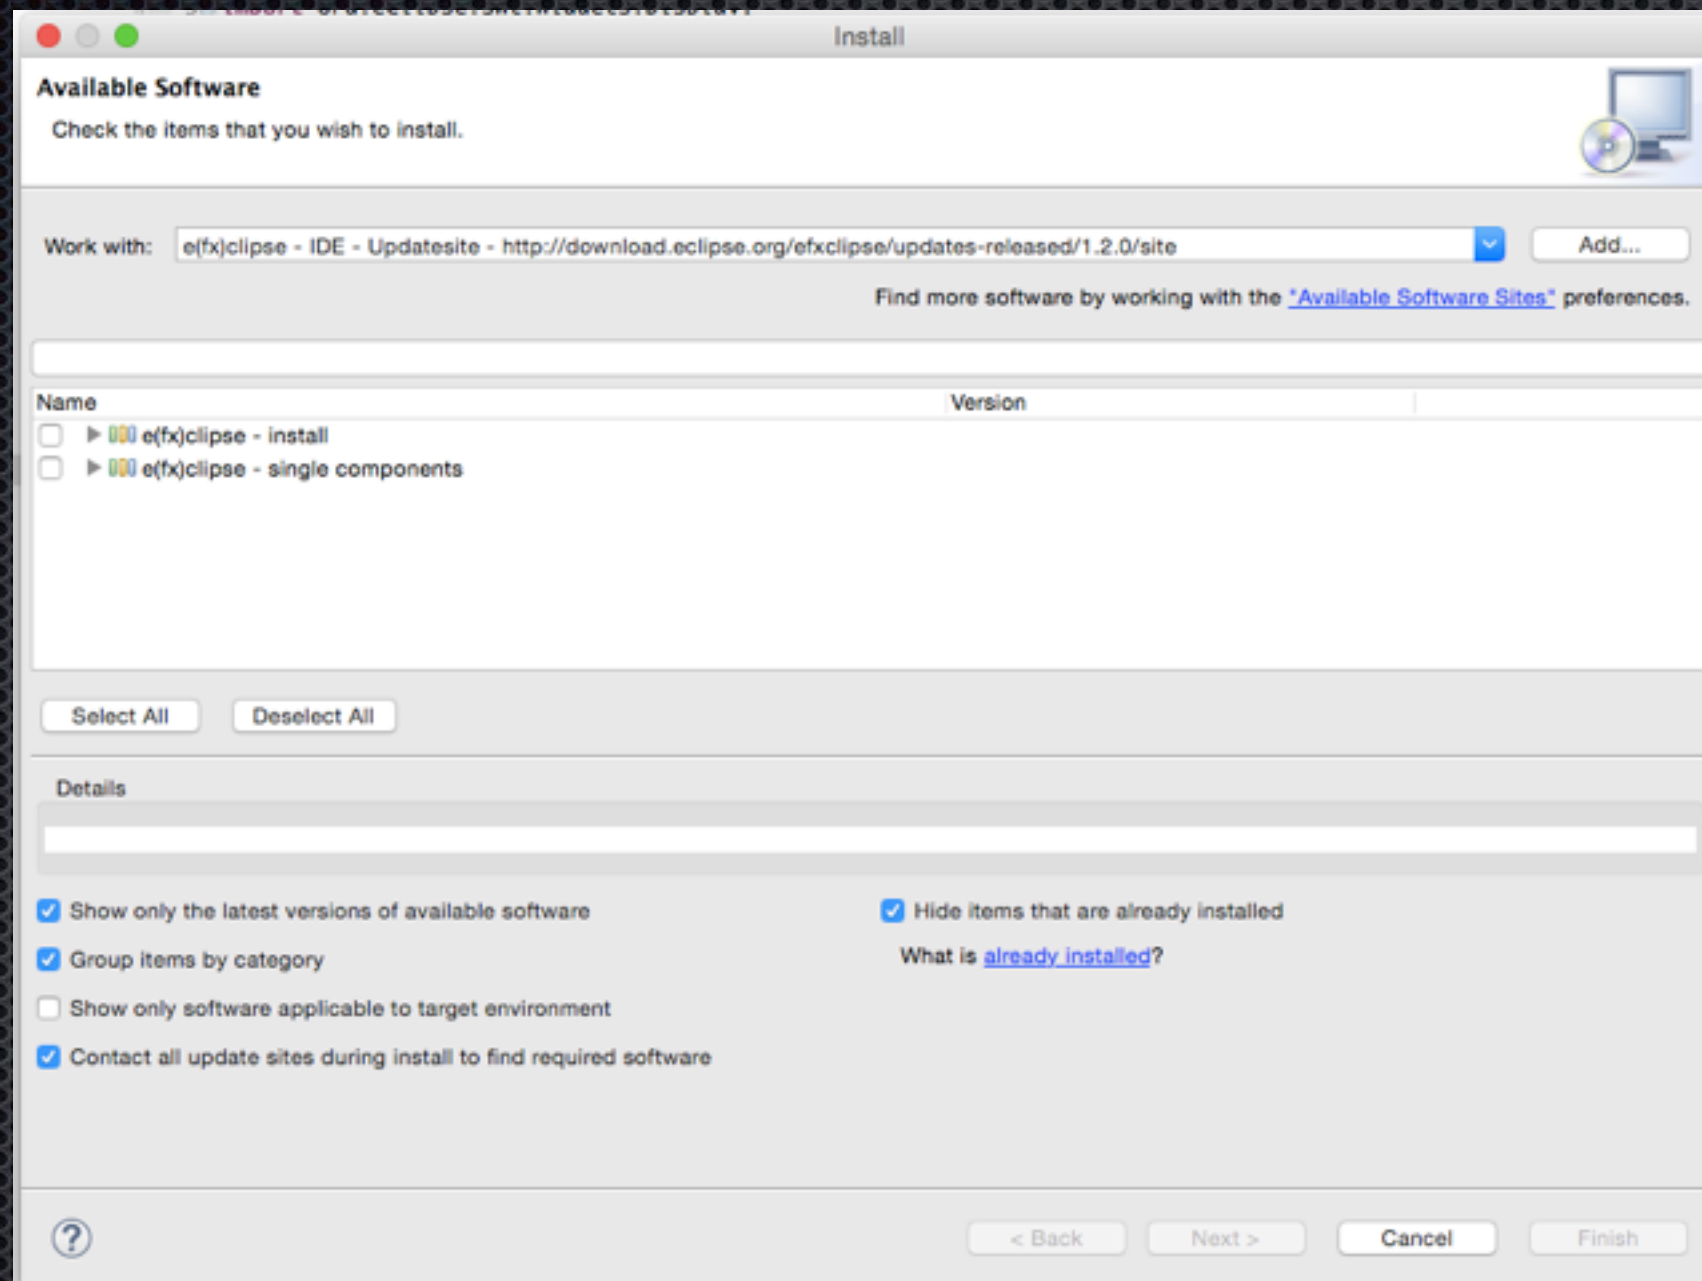 Install
Available Software
Check the items that you wish to install.
Work with: e(fx)clipse - IDE - Updatesite - http://download.eclipse.org/efxclipse/updates-released/1.2.0/site Add...
Find more software by working with the "Available Software Sites" preferences.
Name Version
e(fx)clipse - install
e(fx)clipse - single components
Select All Deselect All
Details
Show only the latest versions of available software Hide items that are already installed
Group items by category What is already installed?
Show only software applicable to target environment
Contact all update sites during install to find required software
? < Back Next > Cancel Finish